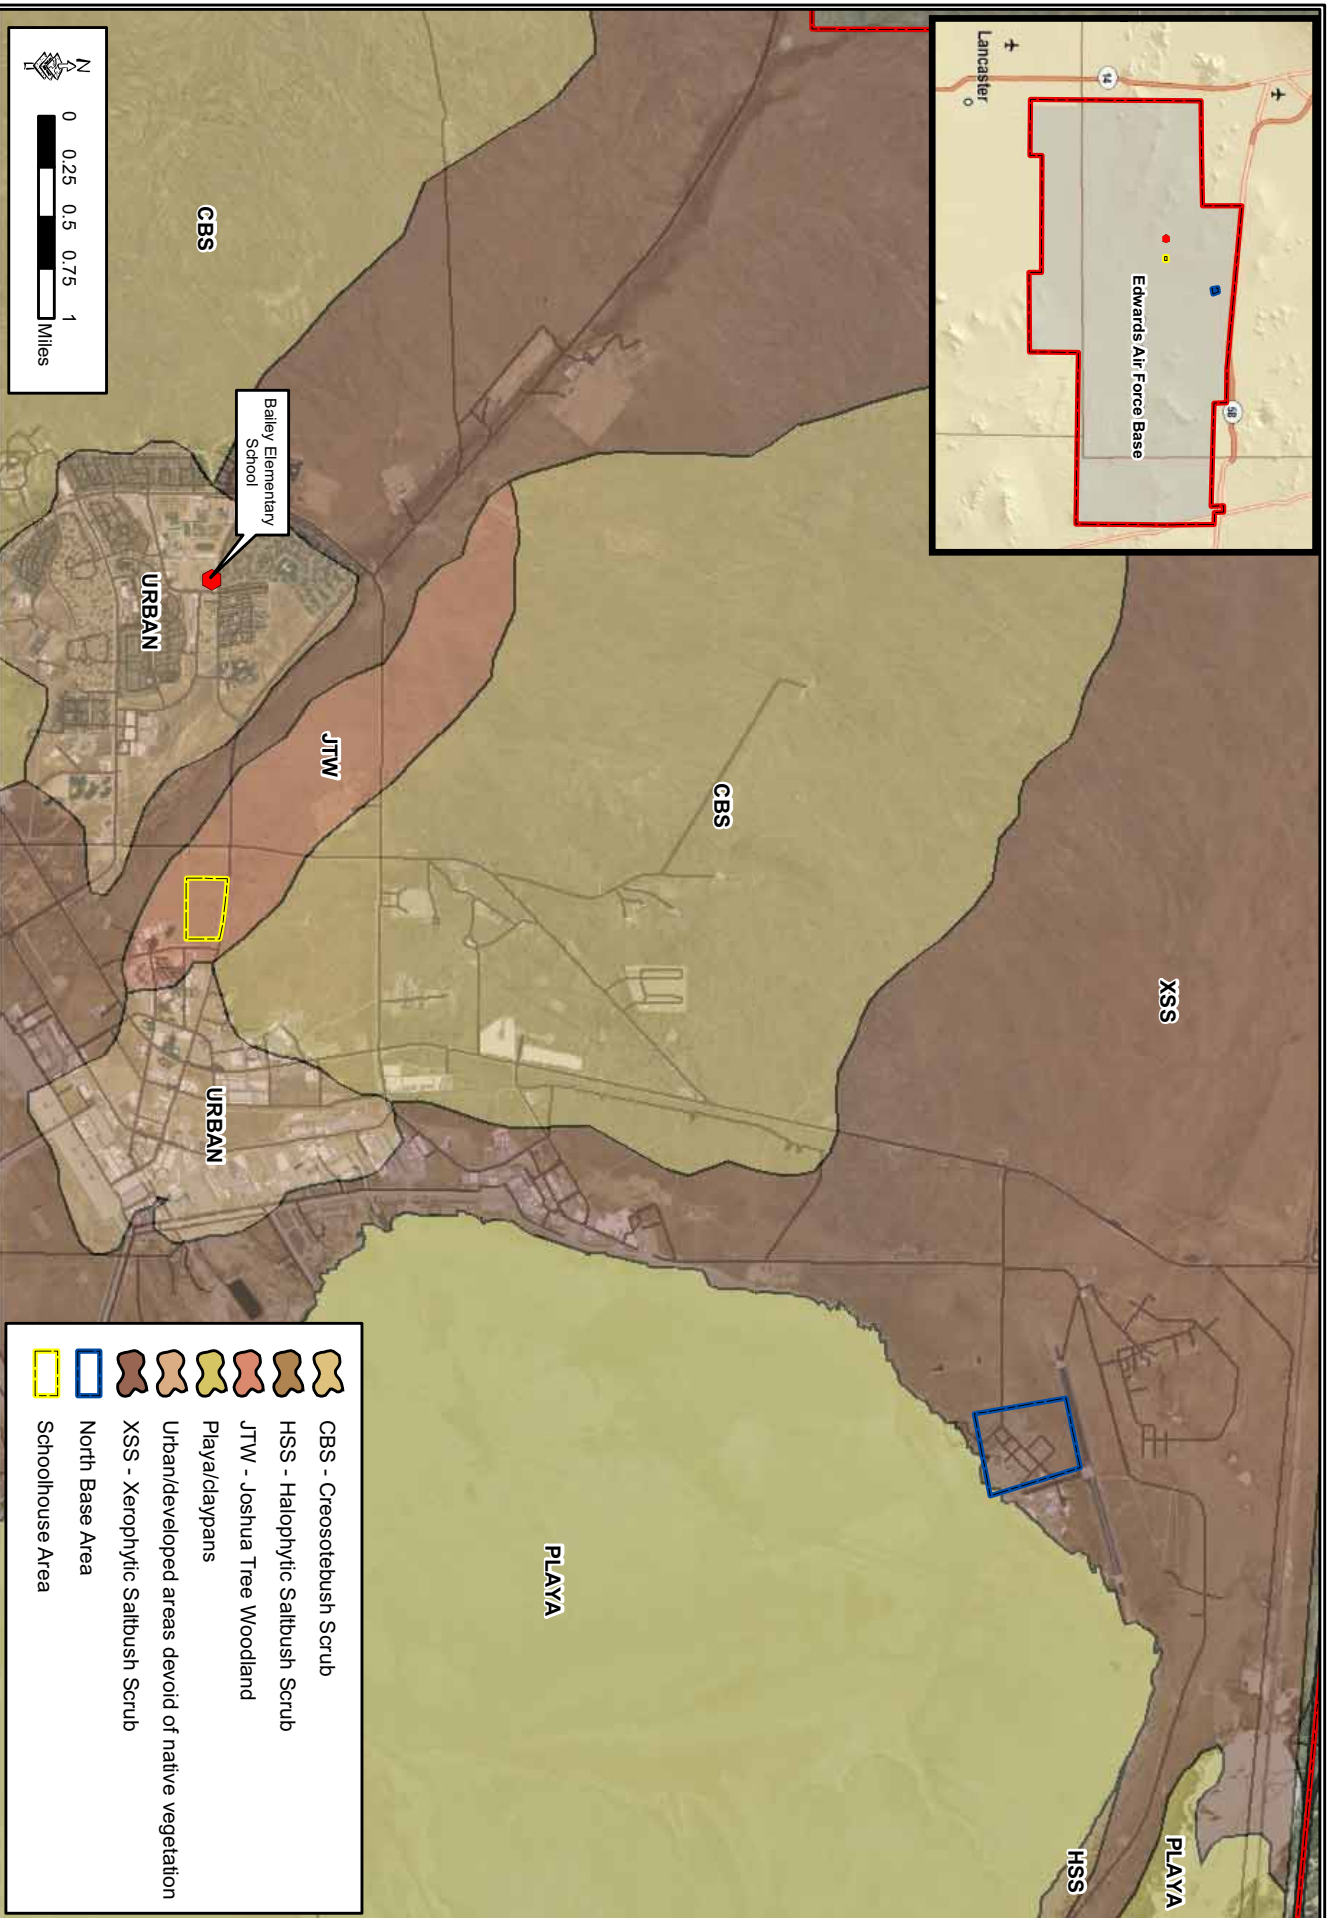 Lancaster
14
58
Edwards Air Force Base
XSS
PLAYA
HSS
CBS
PLAYA
JTW
URBAN
CBS
Bailey Elementary
School
URBAN
N
0 0.25 0.5 0.75 1
Miles
CBS - Creosotebush Scrub
HSS - Halophytic Saltbush Scrub
JTW - Joshua Tree Woodland
Playa/claypans
Urban/developed areas devoid of native vegetation
XSS - Xerophytic Saltbush Scrub
North Base Area
Schoolhouse Area